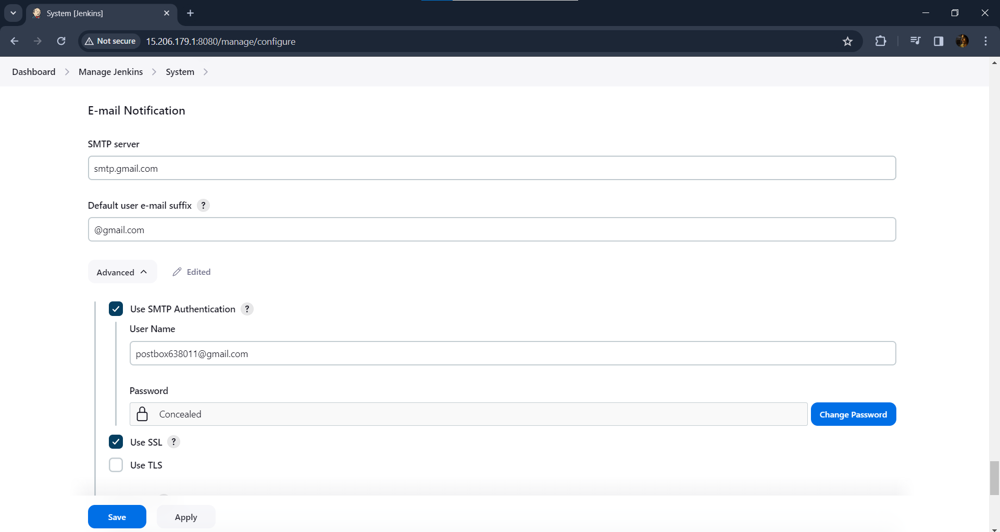 System [Jenkins]
Not secure
15.206.179.1:8080/manage/configure
Dashboard
Manage Jenkins
System
E-mail Notification
SMTP server
smtp.gmail.com
Default user e-mail suffix ?
@gmail.com
Advanced
Edited
Use SMTP Authentication ?
User Name
postbox638011@gmail.com
Password
Concealed
Change Password
Use SSL ?
Use TLS
Save
Apply